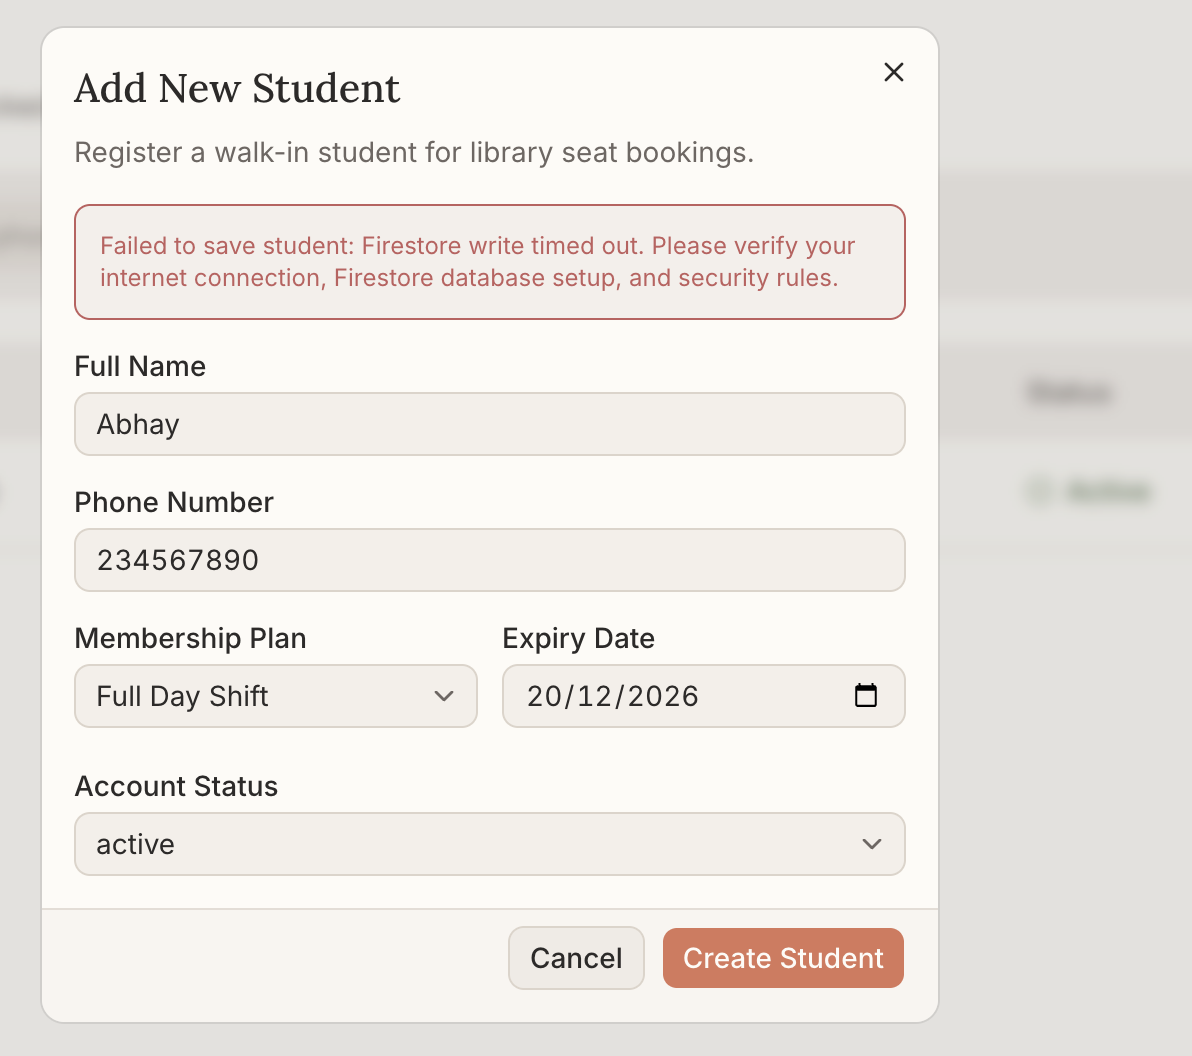 Add New Student
Register a walk-in student for library seat bookings.
Failed to save student: Firestore write timed out. Please verify your
internet connection, Firestore database setup, and security rules.
Full Name
Abhay
Phone Number
234567890
Membership Plan
Expiry Date
Full Day Shift
20/12/2026
Account Status
active
Cancel
Create Student
Status
Active